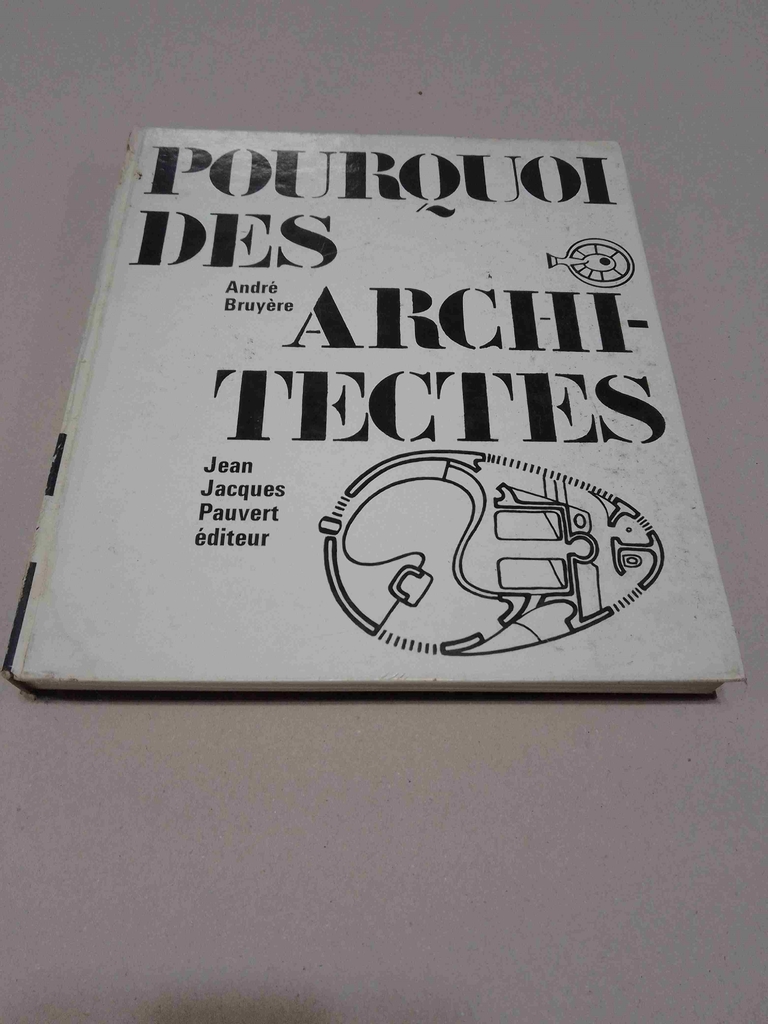 POURQUOI
DES
André
Bruyère
ARCHI-
TECTES
Jean
Jacques
Pauvert
éditeur